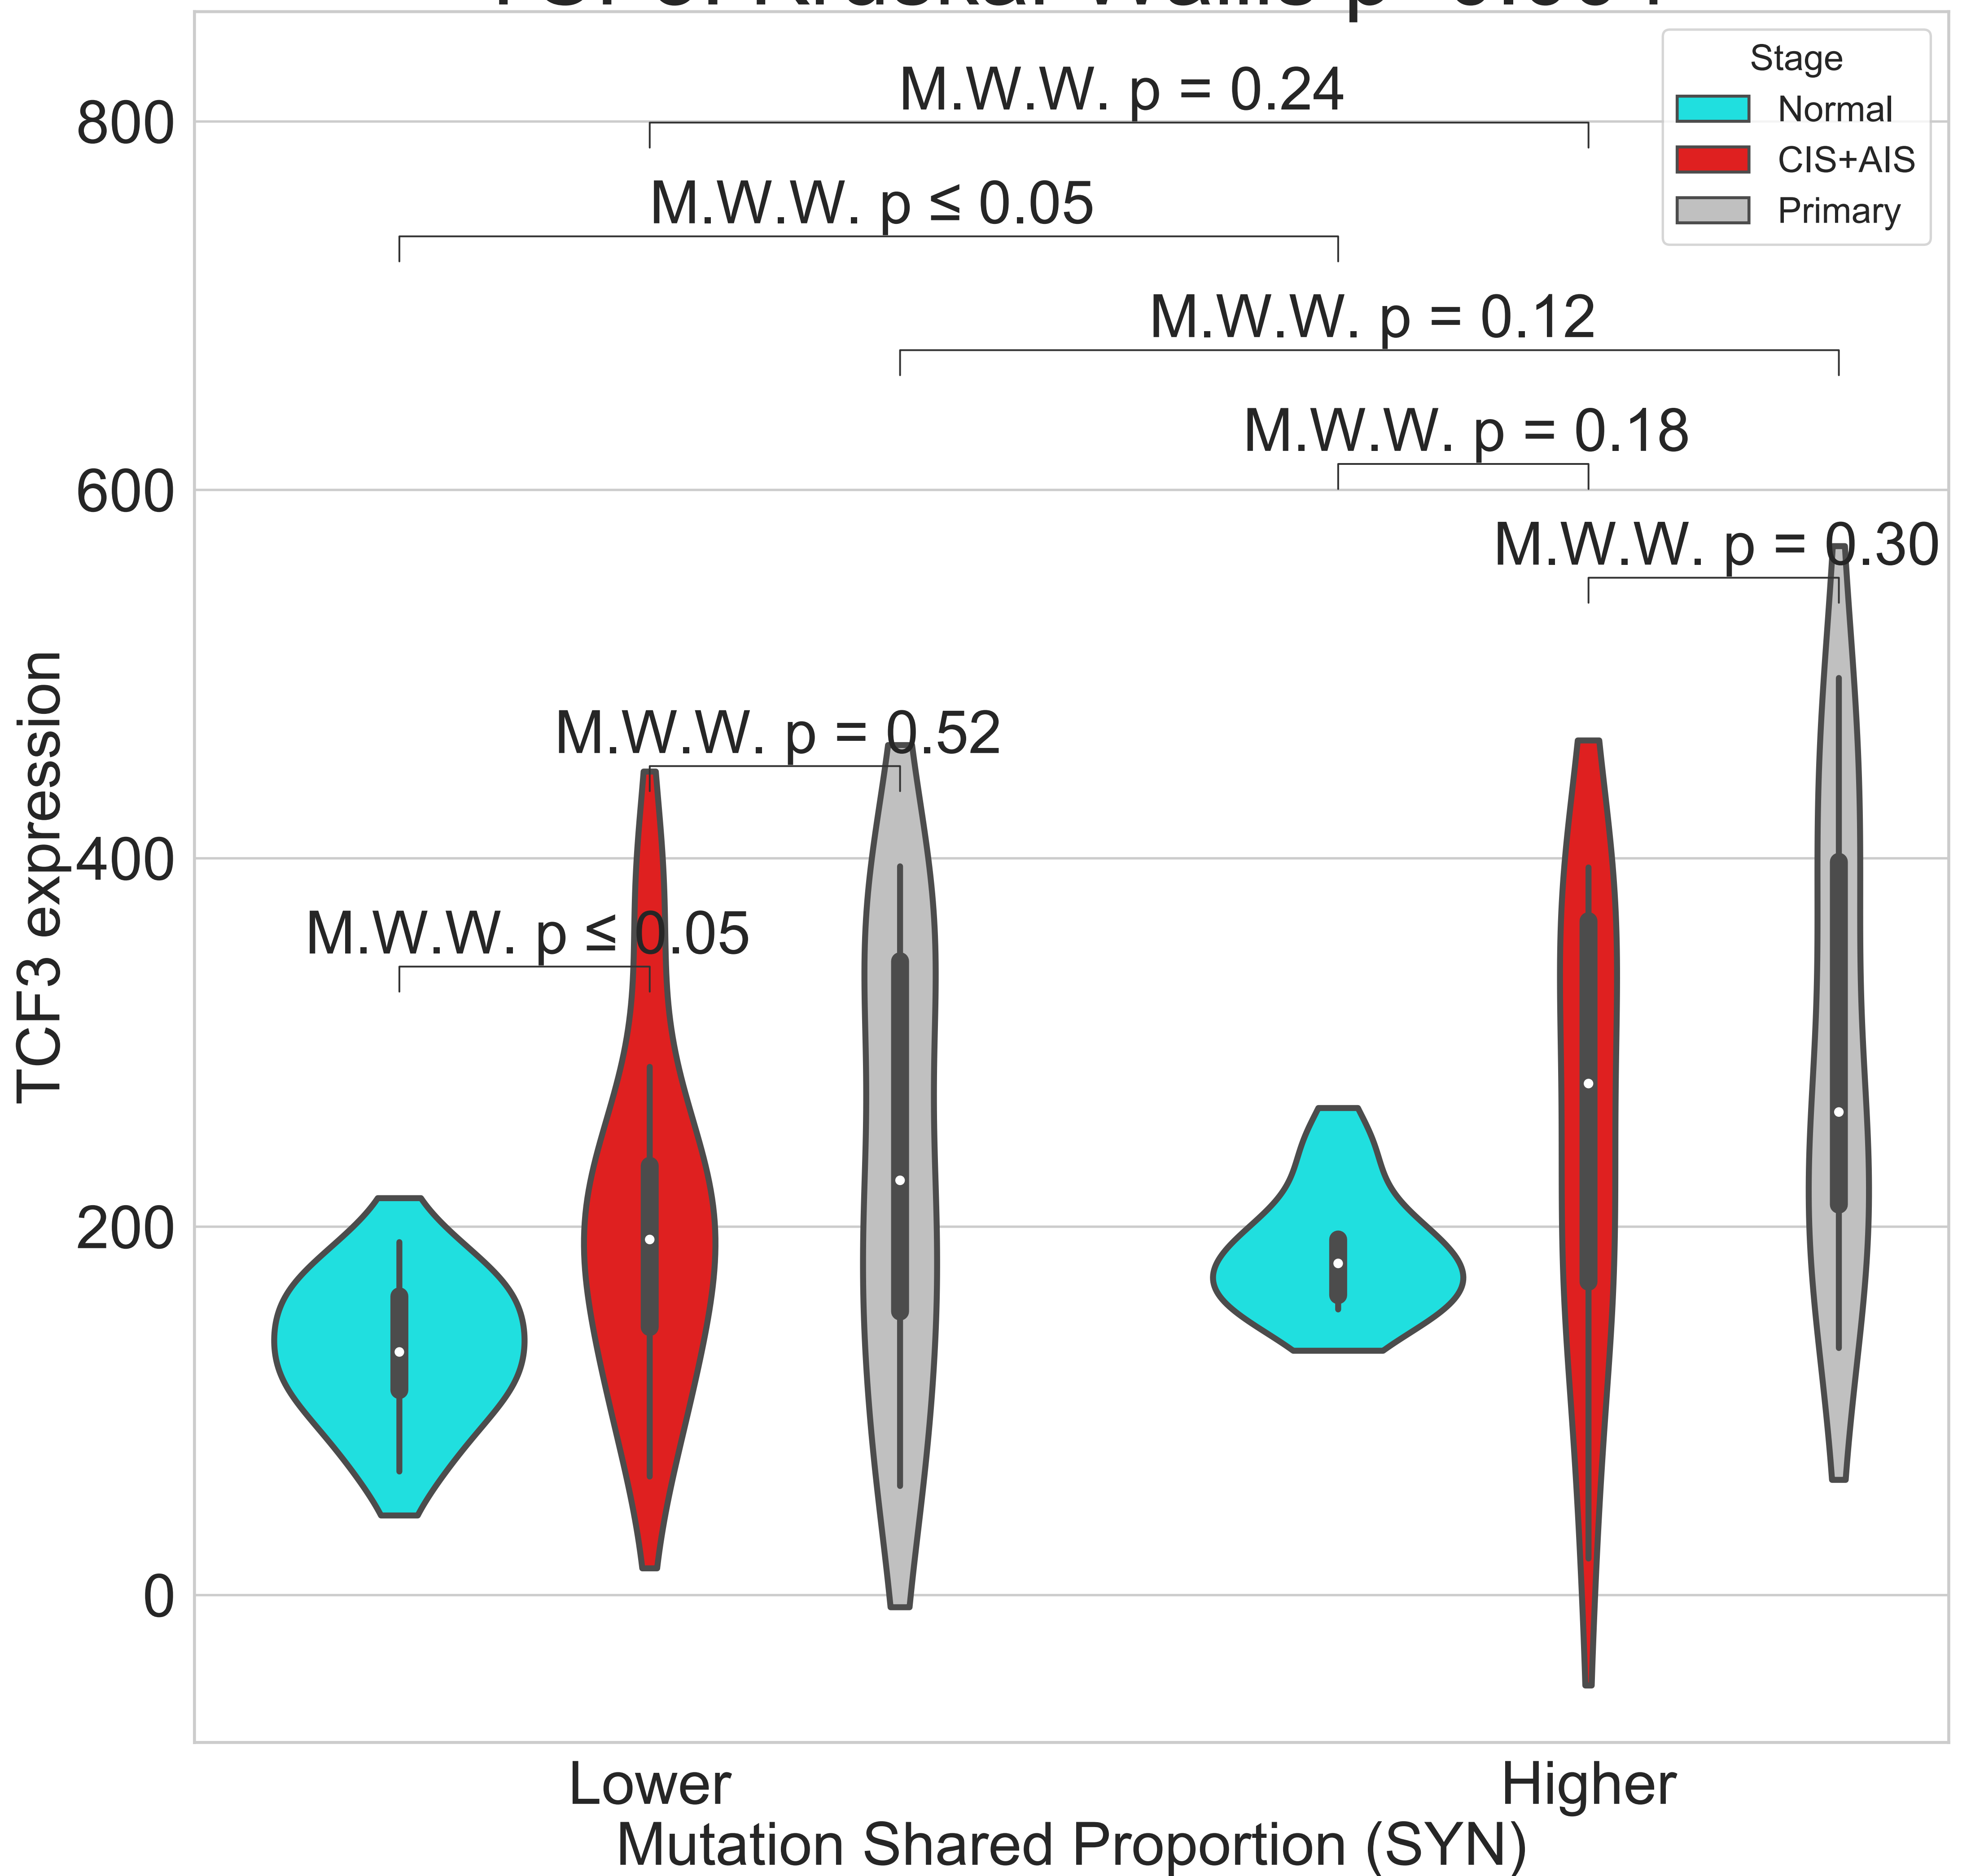 Stage
Normal
CIS+AIS
Primary
M.W.W. p = 0.24
M.W.W. p ≤ 0.05
M.W.W. p = 0.12
M.W.W. p = 0.18
M.W.W. p = 0.30
M.W.W. p = 0.52
M.W.W. p ≤ 0.05
800
600
400
200
0
TCF3 expression
Lower
Higher
Mutation Shared Proportion (SYN)